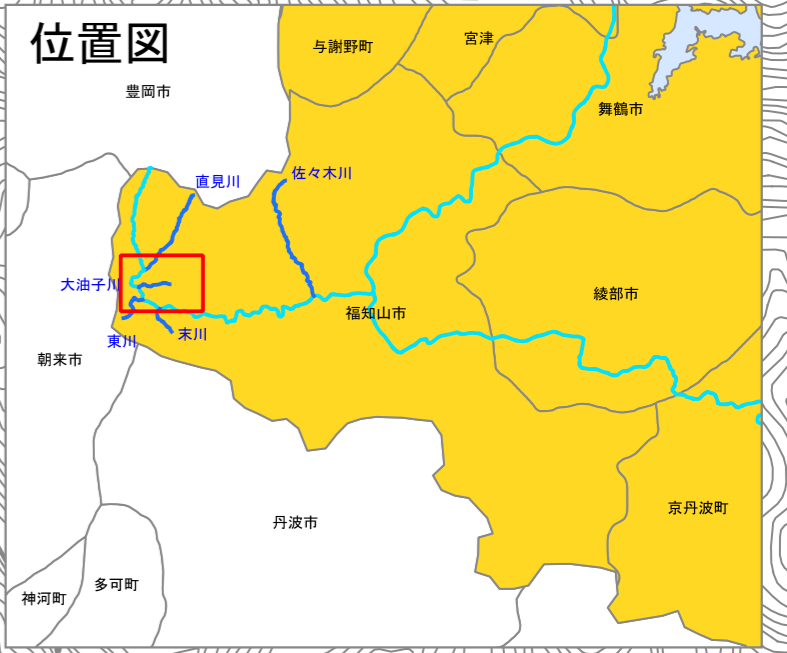 位置図
与謝野町
宮津
豊岡市
舞鶴市
直見川
佐々木川
大油子川
綾部市
福知山市
末川
東川
朝来市
京丹波町
丹波市
多可町
神河町